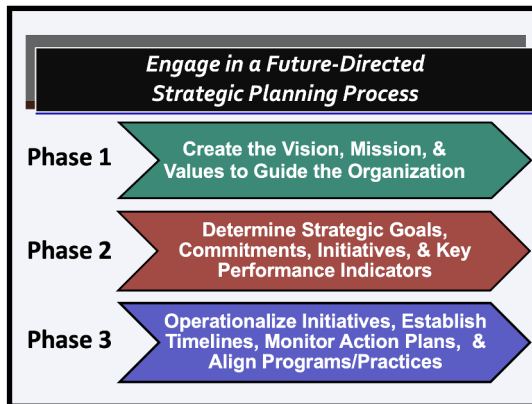 Engage in a Future-Directed
Strategic Planning Process
Phase 1
Create the Vision, Mission, &
Values to Guide the Organization
Phase 2
Determine Strategic Goals,
Commitments, Initiatives, & Key
Performance Indicators
Phase 3
Operationalize Initiatives, Establish
Timelines, Monitor Action Plans, &
Align Programs/Practices